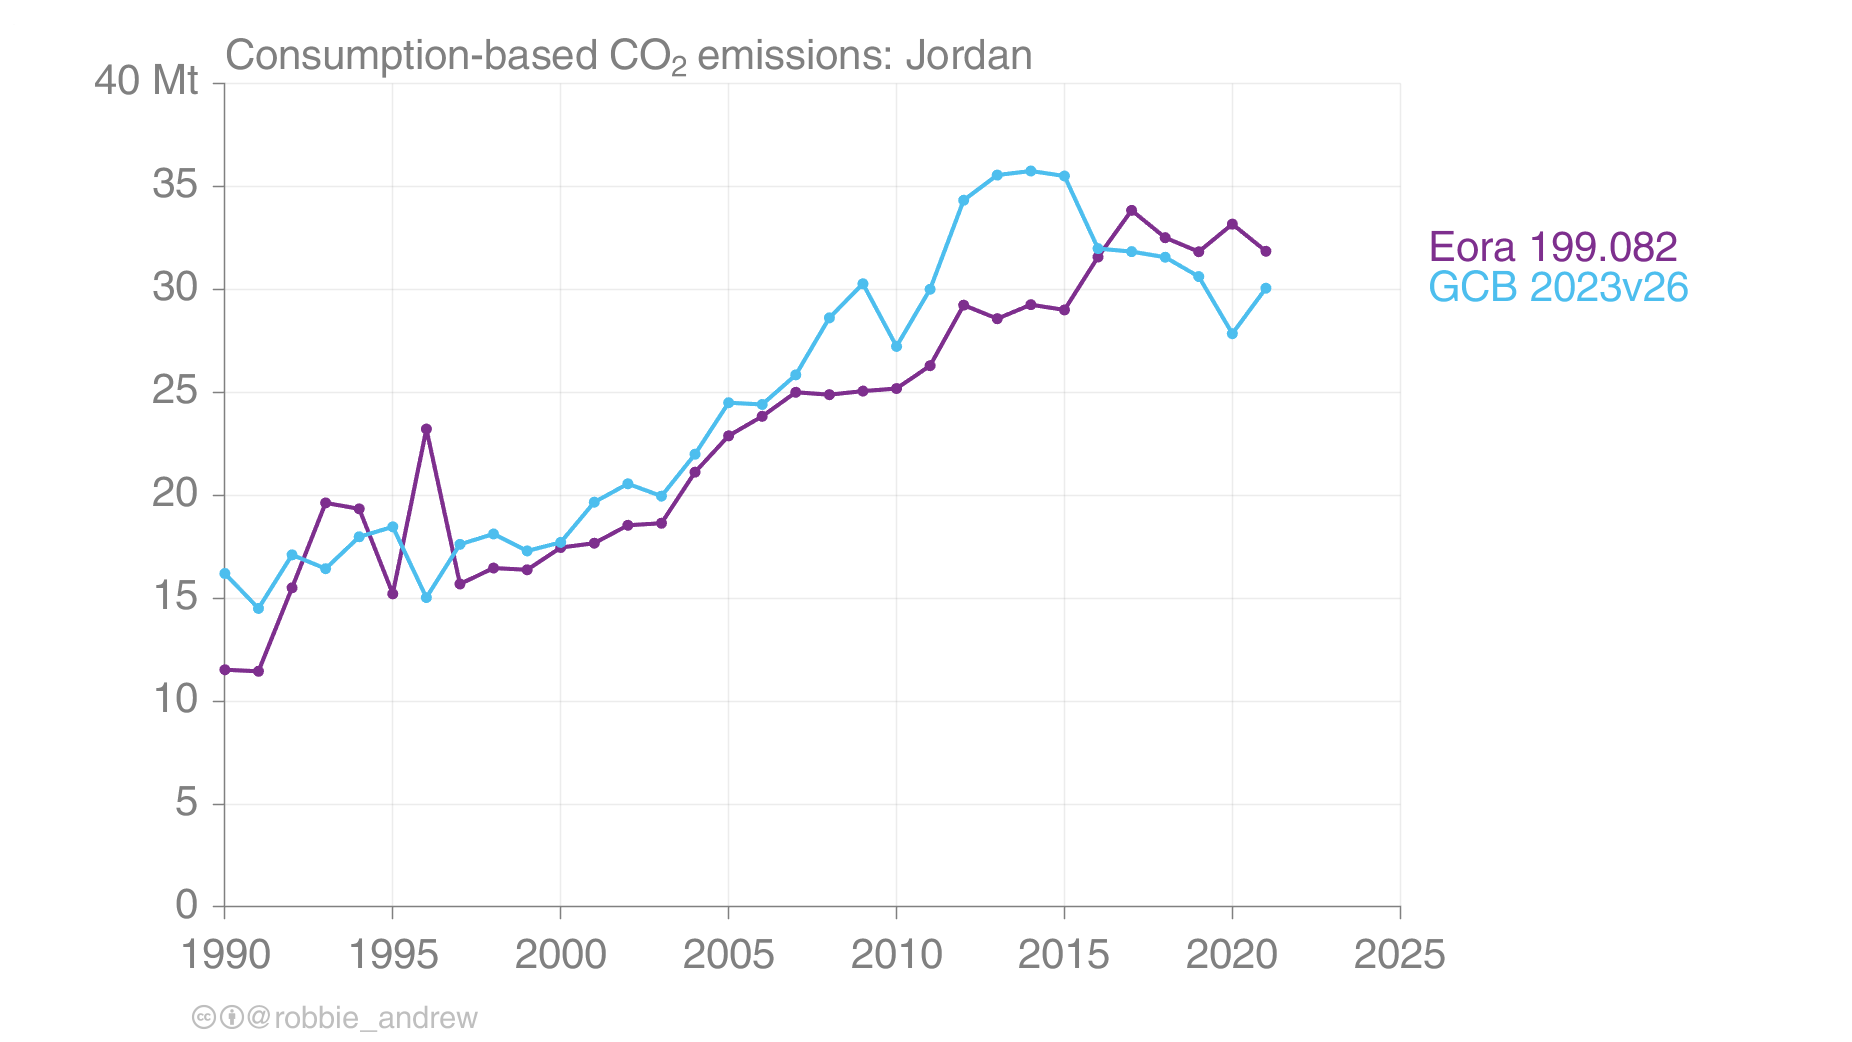 Consumption-based CO₂ emissions: Jordan
40 Mt
35
30
25
20
15
10
5
0
1990 1995 2000 2005 2010 2015 2020 2025
Eora 199.082
GCB 2023v26
cc @robbie_andrew